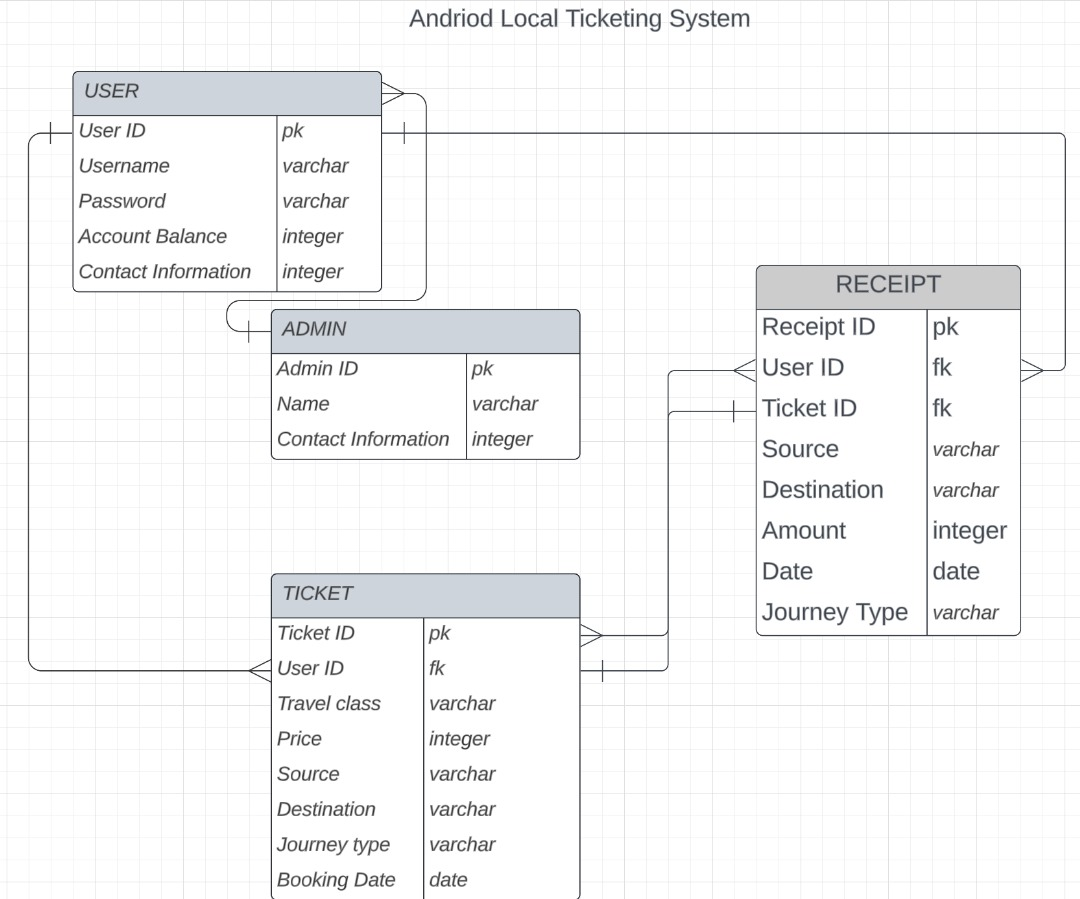 Andriod Local Ticketing System
USER
User ID pk
Username varchar
Password varchar
Account Balance integer
Contact Information integer
ADMIN
Admin ID pk
Name varchar
Contact Information integer
RECEIPT
Receipt ID pk
User ID fk
Ticket ID fk
Source varchar
Destination varchar
Amount integer
Date date
Journey Type varchar
TICKET
Ticket ID pk
User ID fk
Travel class varchar
Price integer
Source varchar
Destination varchar
Journey type varchar
Booking Date date